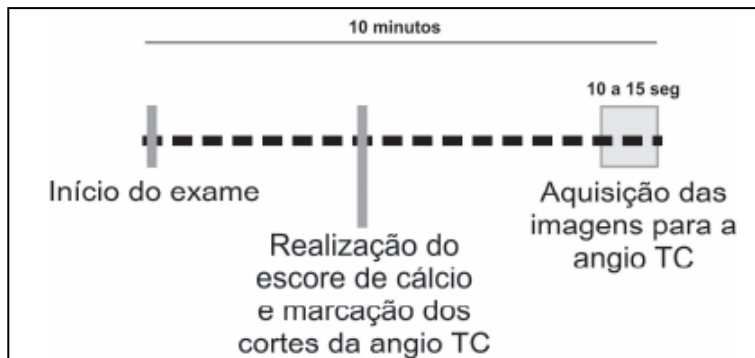 10 minutos
10 a 15 seg
Início do exame
Realização do
escore de cálcio
e marcação dos
cortes da angio TC
Aquisição das
imagens para a
angio TC